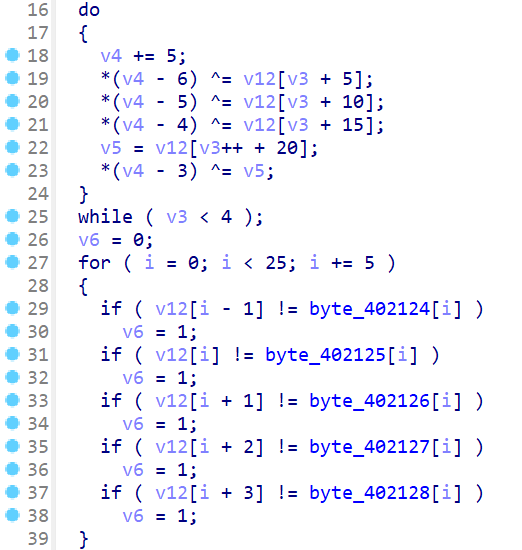 16 do
17 {
18 v4 += 5;
19 *(v4 - 6) ^= v12[v3 + 5];
20 *(v4 - 5) ^= v12[v3 + 10];
21 *(v4 - 4) ^= v12[v3 + 15];
22 v5 = v12[v3++ + 20];
23 *(v4 - 3) ^= v5;
24 }
25 while ( v3 < 4 );
26 v6 = 0;
27 for ( i = 0; i < 25; i += 5 )
28 {
29 if ( v12[i - 1] != byte_402124[i] )
30 v6 = 1;
31 if ( v12[i] != byte_402125[i] )
32 v6 = 1;
33 if ( v12[i + 1] != byte_402126[i] )
34 v6 = 1;
35 if ( v12[i + 2] != byte_402127[i] )
36 v6 = 1;
37 if ( v12[i + 3] != byte_402128[i] )
38 v6 = 1;
39 }